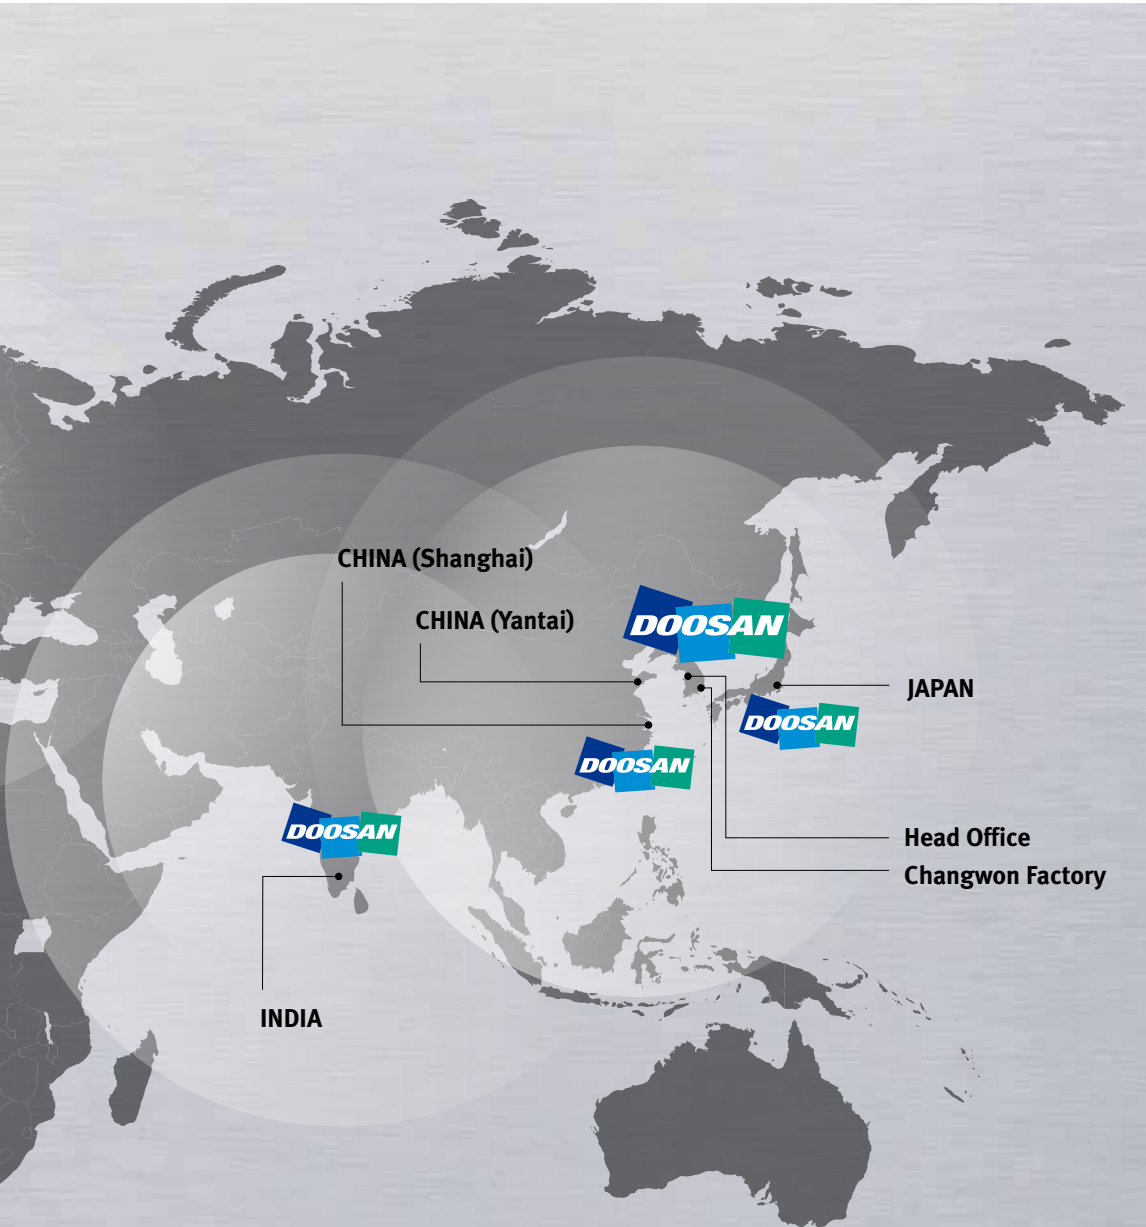 CHINA (Shanghai)
CHINA (Yantai)
DOOSAN
JAPAN
DOOSAN
DOOSAN
DOOSAN
Head Office
Changwon Factory
INDIA